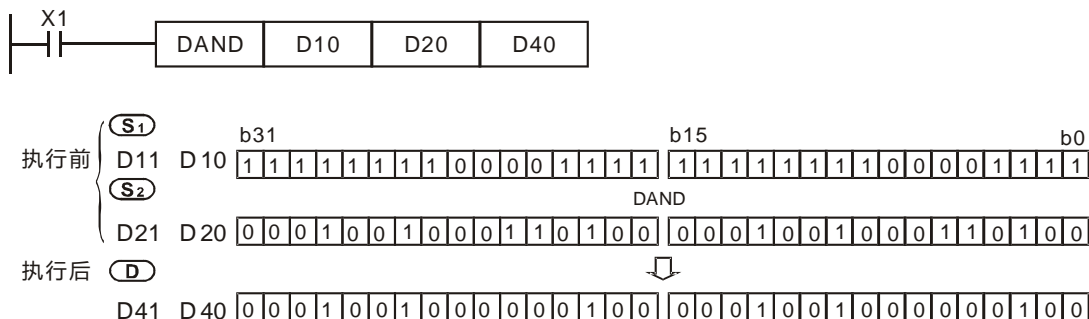 X1
DAND D10 D20 D40
S1
b31 b15 b0
执行前 D11 D10 1 1 1 1 1 1 1 1 0 0 0 0 1 1 1 1 1 1 1 1 1 1 1 1 0 0 0 0 1 1 1 1
S2
DAND
D21 D20 0 0 0 1 0 0 1 0 0 0 1 1 0 1 0 0 0 0 0 1 0 0 1 0 0 0 1 1 0 1 0 0
执行后 D
D41 D40 0 0 0 1 0 0 1 0 0 0 0 0 0 1 0 0 0 0 0 1 0 0 1 0 0 0 0 0 0 1 0 0